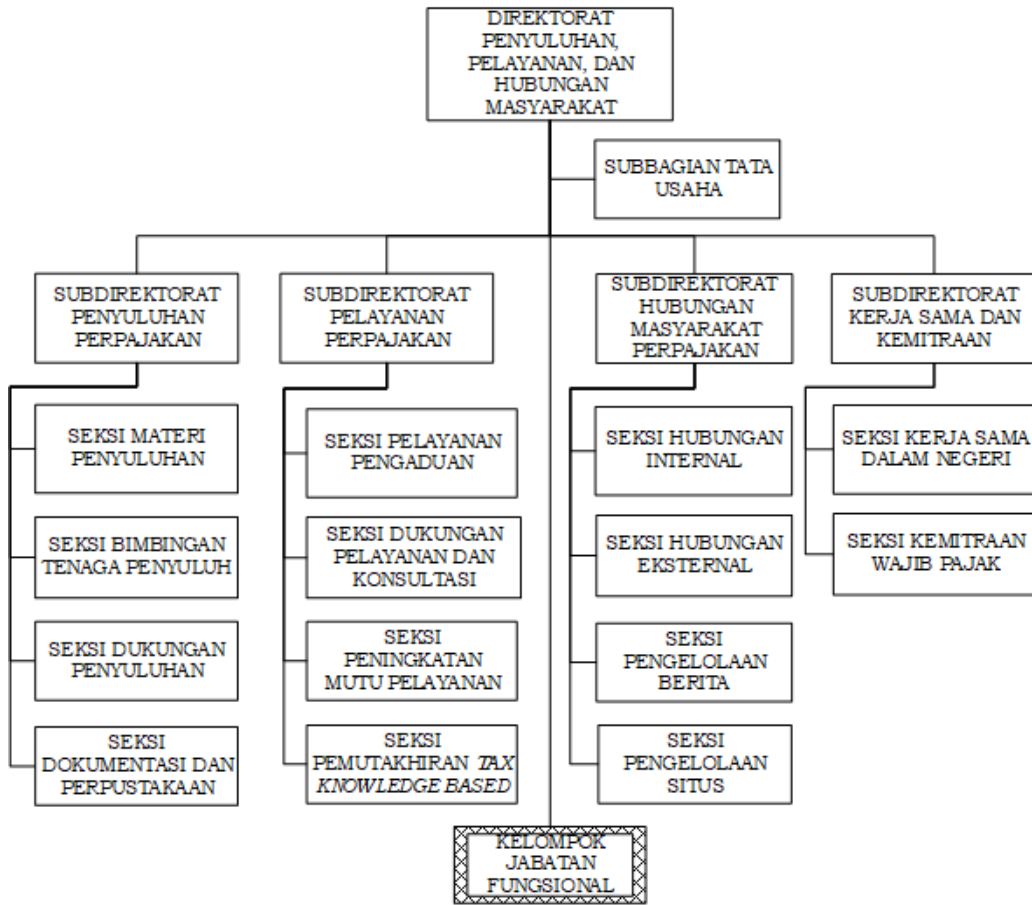 DIREKTORAT
PENYULUHAN,
PELAYANAN, DAN
HUBUNGAN
MASYARAKAT
SUBBAGIAN TATA
USAHA
SUBDIREKTORAT
PENYULUHAN
PERPAJAKAN
SUBDIREKTORAT
PELAYANAN
PERPAJAKAN
SUBDIREKTORAT
HUBUNGAN
MASYARAKAT
PERPAJAKAN
SUBDIREKTORAT
KERJA SAMA DAN
KEMITRAAN
SEKSI MATERI
PENYULUHAN
SEKSI BIMBINGAN
TENAGA PENYULUH
SEKSI DUKUNGAN
PENYULUHAN
SEKSI
DOKUMENTASI DAN
PERPUSTAKAAN
SEKSI PELAYANAN
PENGADUAN
SEKSI DUKUNGAN
PELAYANAN DAN
KONSULTASI
SEKSI
PENINGKATAN
MUTU PELAYANAN
SEKSI
PEMUTAKHIRAN TAX
KNOWLEDGE BASED
SEKSI HUBUNGAN
INTERNAL
SEKSI HUBUNGAN
EKSTERNAL
SEKSI
PENGELOLAAN
BERITA
SEKSI
PENGELOLAAN
SITUS
SEKSI KERJA SAMA
DALAM NEGERI
SEKSI KEMITRAAN
WAJIB PAJAK
KELOMPOK
JABATAN
FUNGSIONAL